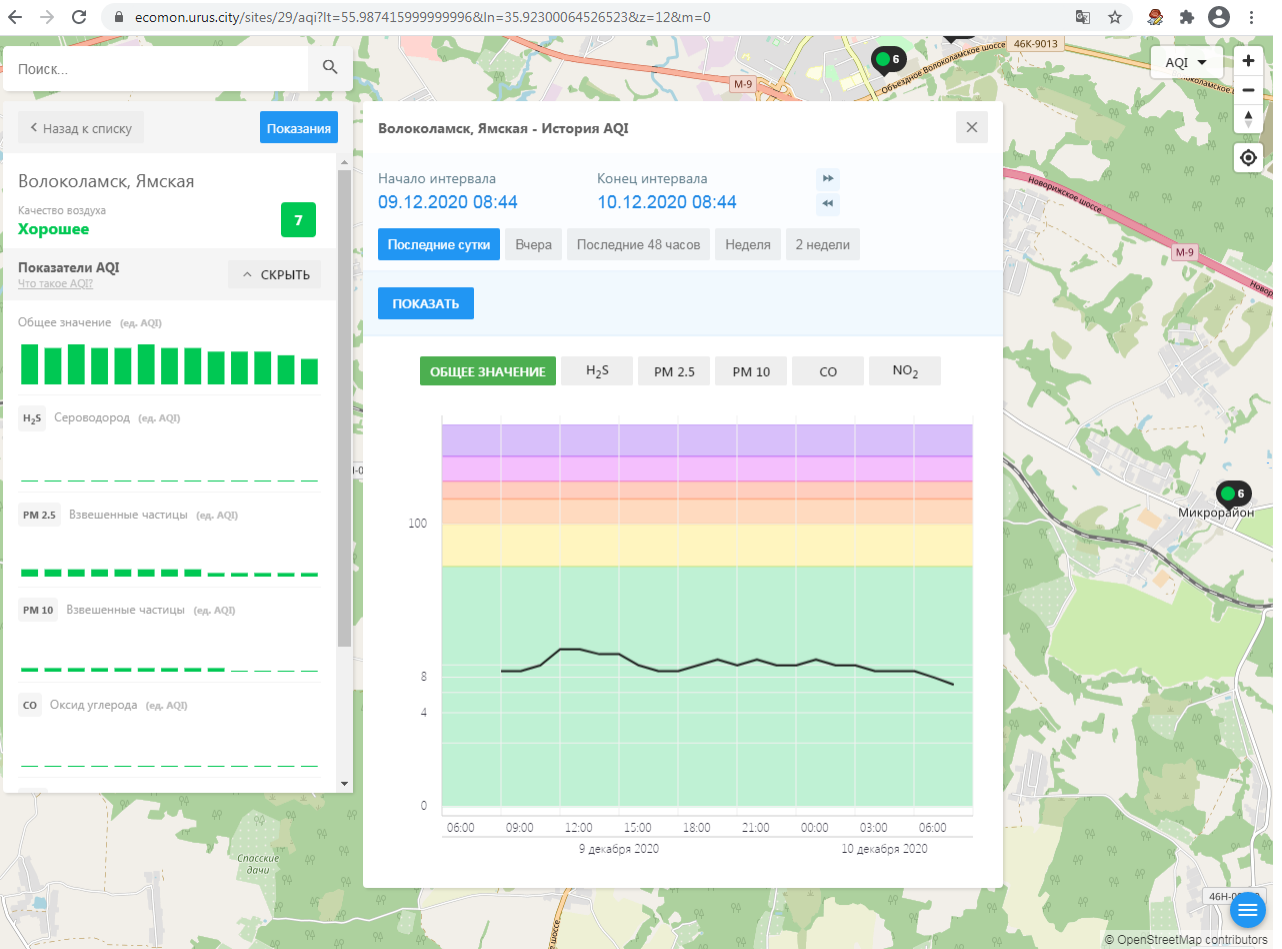 ecomon.urus.city/sites/29/aqi?lt=55.987415999999996&ln=35.92300064526523&z=12&m=0
Поиск...
46К-9013
6
Объездное Волоколамское шоссе
М-9
AQI
Назад к списку
Показания
Волоколамск, Ямская - История AQI
Волоколамск, Ямская
Качество воздуха
Хорошее
7
Начало интервала
Конец интервала
09.12.2020 08:44
10.12.2020 08:44
Новорижское шоссе
М-9
Последние сутки
Вчера
Последние 48 часов
Неделя
2 недели
Показатели AQI
Что такое AQI?
СКРЫТЬ
ПОКАЗАТЬ
Общее значение (ед. AQI)
ОБЩЕЕ ЗНАЧЕНИЕ
H2S
PM 2.5
PM 10
CO
NO2
H2S Сероводород (ед. AQI)
PM 2.5 Взвешенные частицы (ед. AQI)
PM 10 Взвешенные частицы (ед. AQI)
CO Оксид углерода (ед. AQI)
100
8
4
0
06:00
09:00
12:00
15:00
18:00
21:00
00:00
03:00
06:00
9 декабря 2020
10 декабря 2020
6
Микрорайон
Спасские
дачи
© OpenStreetMap contributors